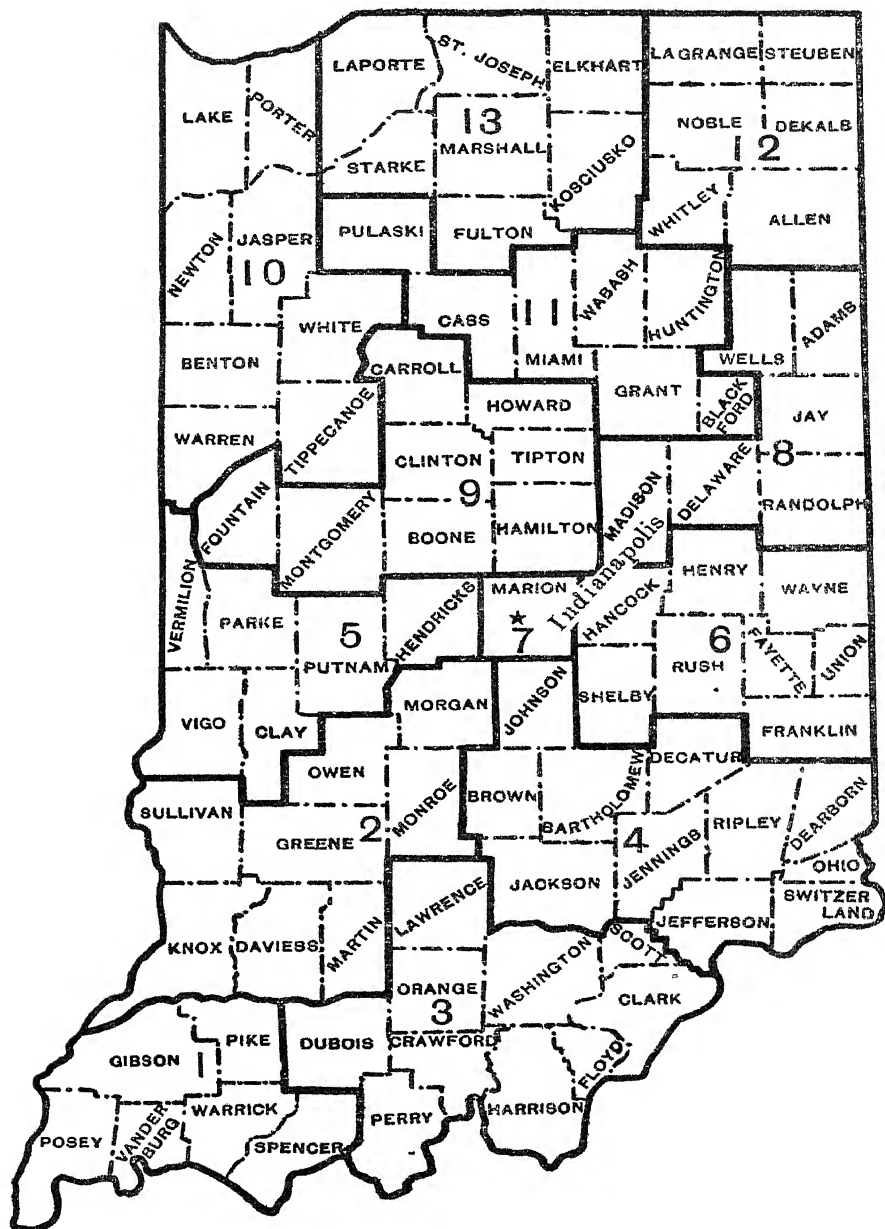 LAKE
PORTER
LAPORTE
ST. JOSEPH
ELKHART
LAGRANGE
STEUBEN
NOBLE
DEKALB
12
13
MARSHALL
STARKE
KOSCIUSKO
WHITLEY
ALLEN
NEWTON
JASPER
10
PULASKI
FULTON
WHITE
CASS
11
MIAMI
WABASH
HUNTINGTON
WELLS
ADAMS
BENTON
CARROLL
GRANT
BLACK
FORD
JAY
WARREN
TIPPECANOE
HOWARD
CLINTON
TIPTON
9
8
FOUNTAIN
MONTGOMERY
BOONE
HAMILTON
MADISON
DELAWARE
RANDOLPH
VERMILION
PARKE
5
PUTNAM
HENDRICKS
MARION
7
Indianapolis
HANCOCK
HENRY
WAYNE
6
RUSH
FAYETTE
UNION
VIGO
CLAY
MORGAN
JOHNSON
SHELBY
FRANKLIN
OWEN
DECATUR
SULLIVAN
GREENE
2
MONROE
BROWN
BARTHOLOMEW
4
JENNINGS
RIPLEY
DEARBORN
OHIO
SWITZER
LAND
JACKSON
JEFFERSON
KNOX
DAVIESS
MARTIN
LAWRENCE
SCOTT
WASHINGTON
CLARK
ORANGE
3
GIBSON
1
PIKE
DUBOIS
CRAWFORD
FLOYD
HARRISON
POSEY
VANDER
BURG
WARRICK
SPENCER
PERRY